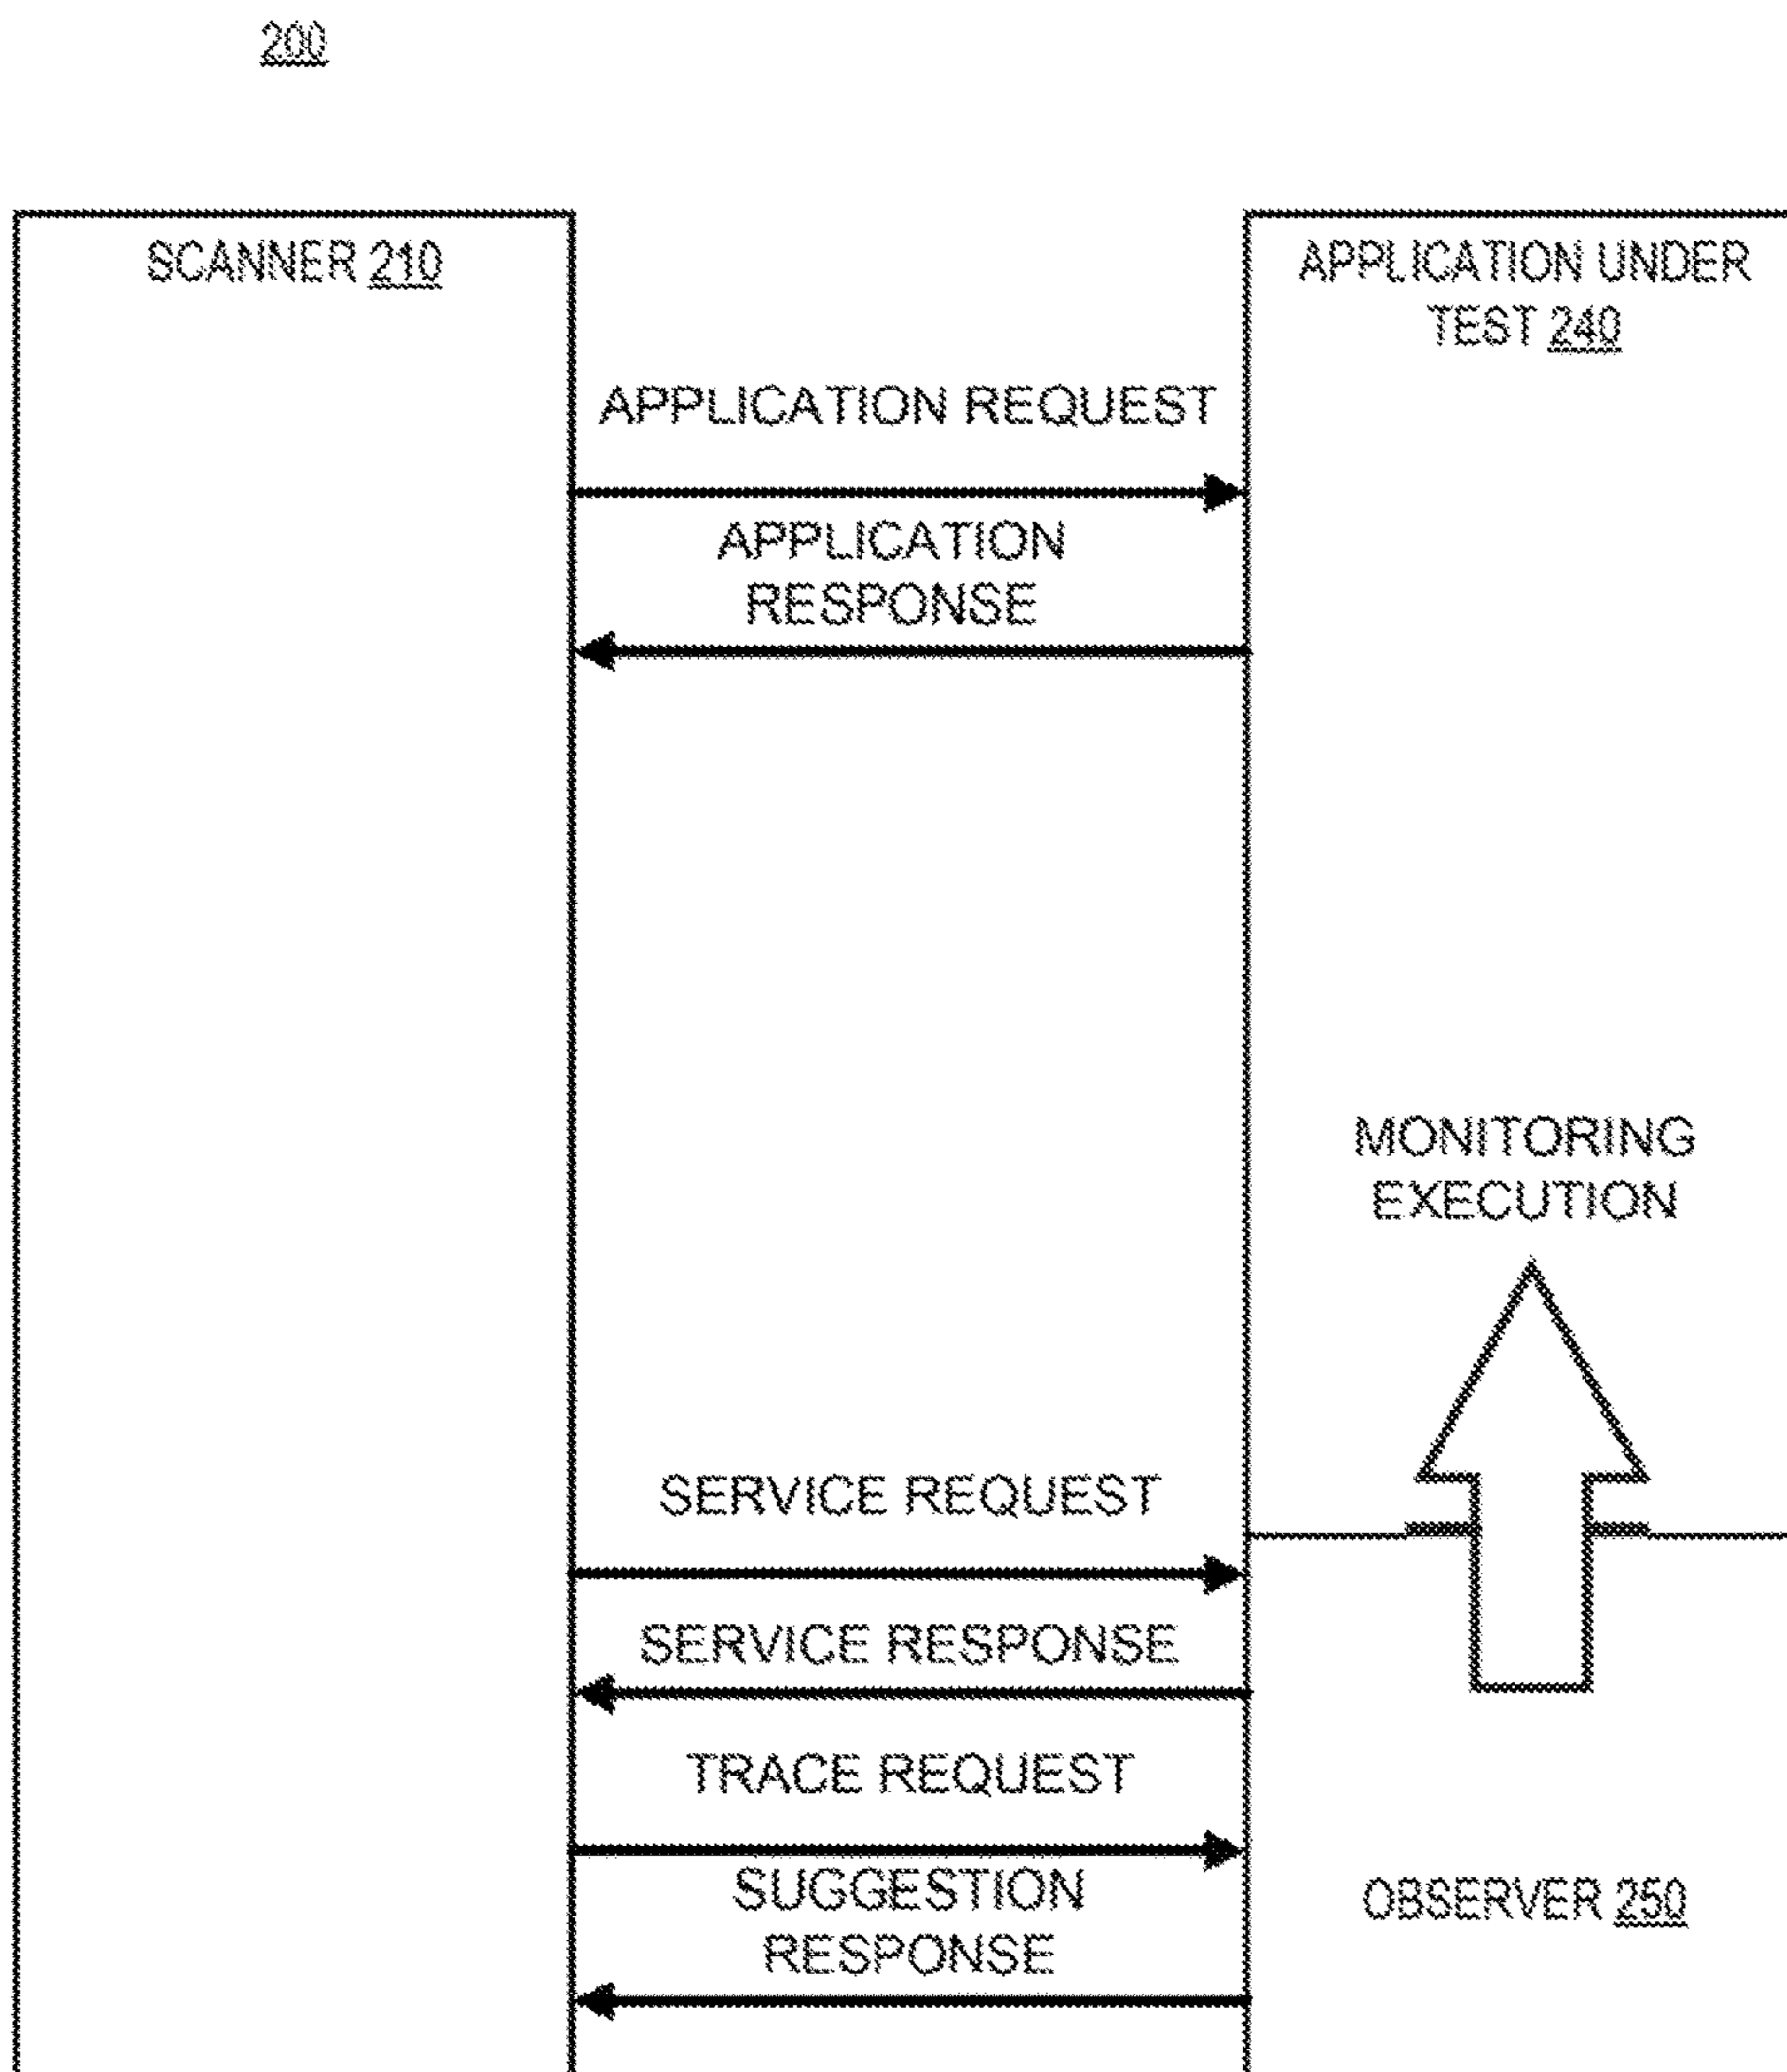 200
SCANNER 210
APPLICATION UNDER
TEST 240
APPLICATION REQUEST
APPLICATION
RESPONSE
MONITORING
EXECUTION
SERVICE REQUEST
SERVICE RESPONSE
TRACE REQUEST
SUGGESTION
RESPONSE
OBSERVER 250